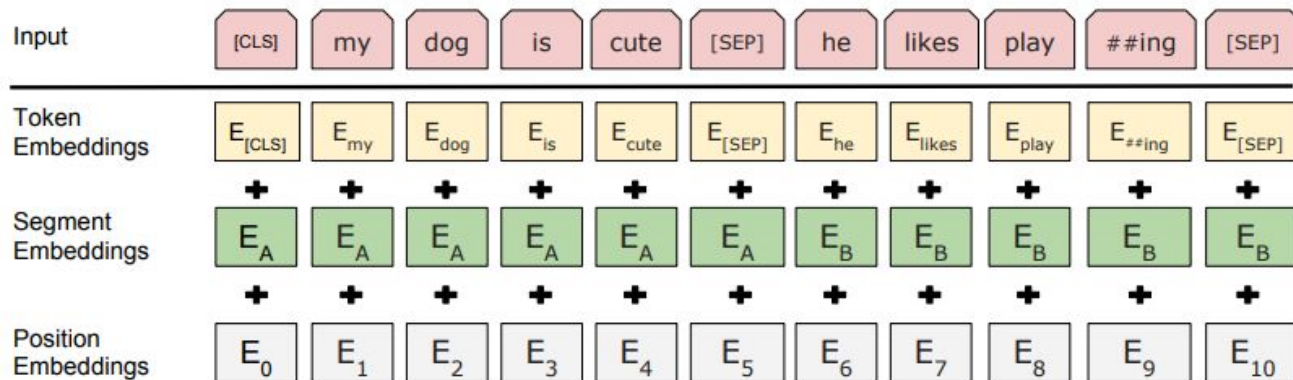 Input [CLS] my dog is cute [SEP] he likes play ##ing [SEP]
Token
Embeddings E[CLS] Emy Edog Eis Ecute E[SEP] Ehe Elikes Eplay E##ing E[SEP]
+ + + + + + + + + + +
Segment
Embeddings EA EA EA EA EA EA EB EB EB EB EB
+ + + + + + + + + + +
Position
Embeddings E0 E1 E2 E3 E4 E5 E6 E7 E8 E9 E10